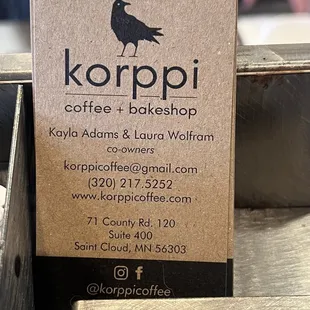 korppi
coffee + bakeshop
Kayla Adams & Laura Wolfram
co-owners
korppicoffee@gmail.com
(320) 217.5252
www.korppicoffee.com
71 County Rd. 120
Suite 400
Saint Cloud, MN 56303
@korppicoffee